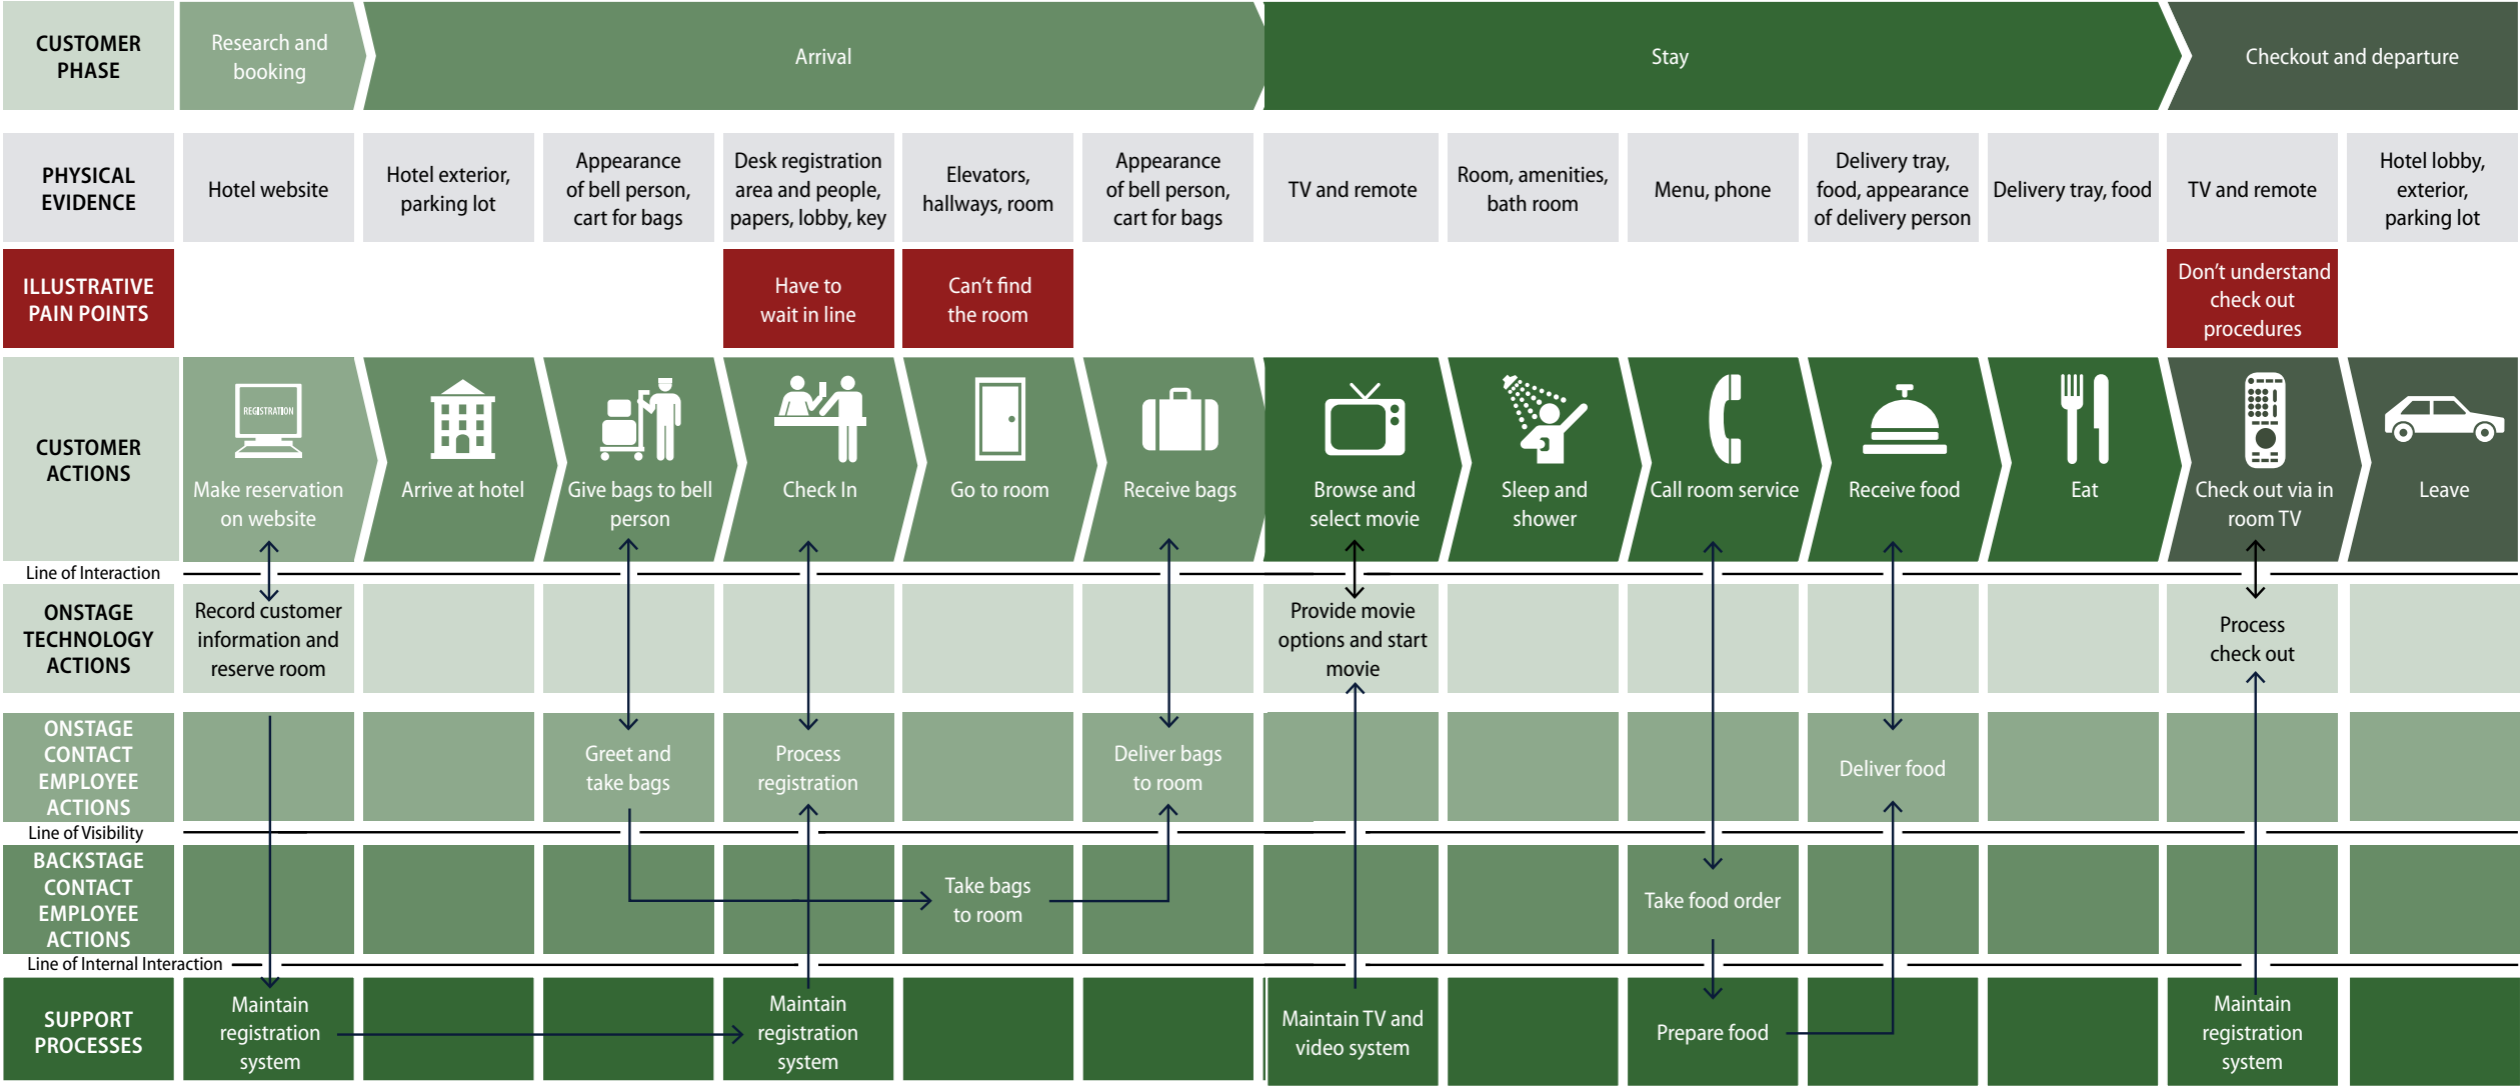 CUSTOMER
PHASE
Research and
booking
Arrival
Stay
Checkout and departure
PHYSICAL
EVIDENCE
Hotel website
Hotel exterior,
parking lot
Appearance
of bell person,
cart for bags
Desk registration
area and people,
papers, lobby, key
Elevators,
hallways, room
Appearance
of bell person,
cart for bags
TV and remote
Room, amenities,
bath room
Menu, phone
Delivery tray,
food, appearance
of delivery person
Delivery tray, food
TV and remote
Hotel lobby,
exterior,
parking lot
ILLUSTRATIVE
PAIN POINTS
Have to
wait in line
Can’t find
the room
Don’t understand
check out
procedures
CUSTOMER
ACTIONS
REGISTRATION
Make reservation
on website
Arrive at hotel
Give bags to bell
person
Check In
Go to room
Receive bags
Browse and
select movie
Sleep and
shower
Call room service
Receive food
Eat
Check out via in
room TV
Leave
Line of Interaction
ONSTAGE
TECHNOLOGY
ACTIONS
Record customer
information and
reserve room
Provide movie
options and start
movie
Process
check out
ONSTAGE
CONTACT
EMPLOYEE
ACTIONS
Greet and
take bags
Process
registration
Deliver bags
to room
Deliver food
Line of Visibility
BACKSTAGE
CONTACT
EMPLOYEE
ACTIONS
Take bags
to room
Take food order
Line of Internal Interaction
SUPPORT
PROCESSES
Maintain
registration
system
Maintain
registration
system
Maintain TV and
video system
Prepare food
Maintain
registration
system